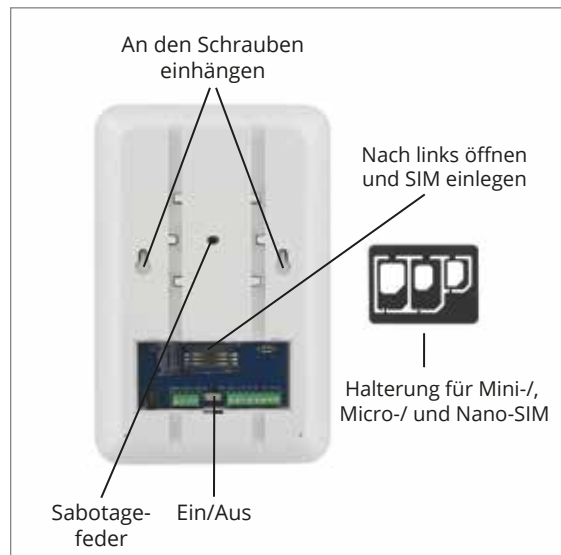 An den Schrauben
einhängen
Nach links öffnen
und SIM einlegen
Halterung für Mini-/,
Micro-/ und Nano-SIM
Sabotage-
feder
Ein/Aus